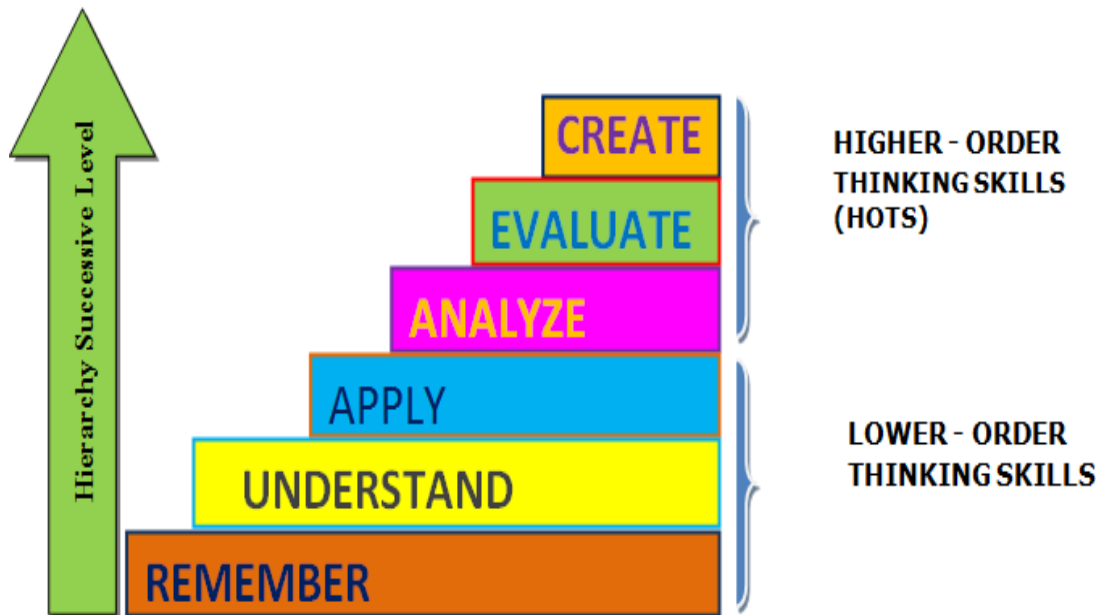 Hierarchy Successive Level
CREATE
EVALUATE
ANALYZE
APPLY
UNDERSTAND
REMEMBER
HIGHER - ORDER
THINKING SKILLS
(HOTS)
LOWER - ORDER
THINKING SKILLS